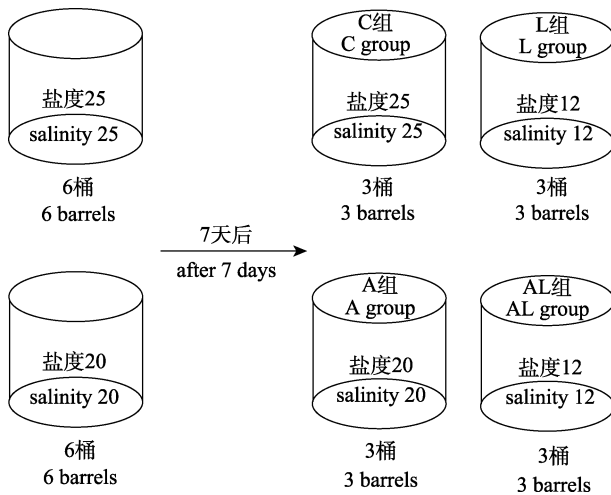 盐度25
salinity 25
6桶
6 barrels
C组
C group
盐度25
salinity 25
3桶
3 barrels
L组
L group
盐度12
salinity 12
3桶
3 barrels
7天后
after 7 days
盐度20
salinity 20
6桶
6 barrels
A组
A group
盐度20
salinity 20
3桶
3 barrels
AL组
AL group
盐度12
salinity 12
3桶
3 barrels